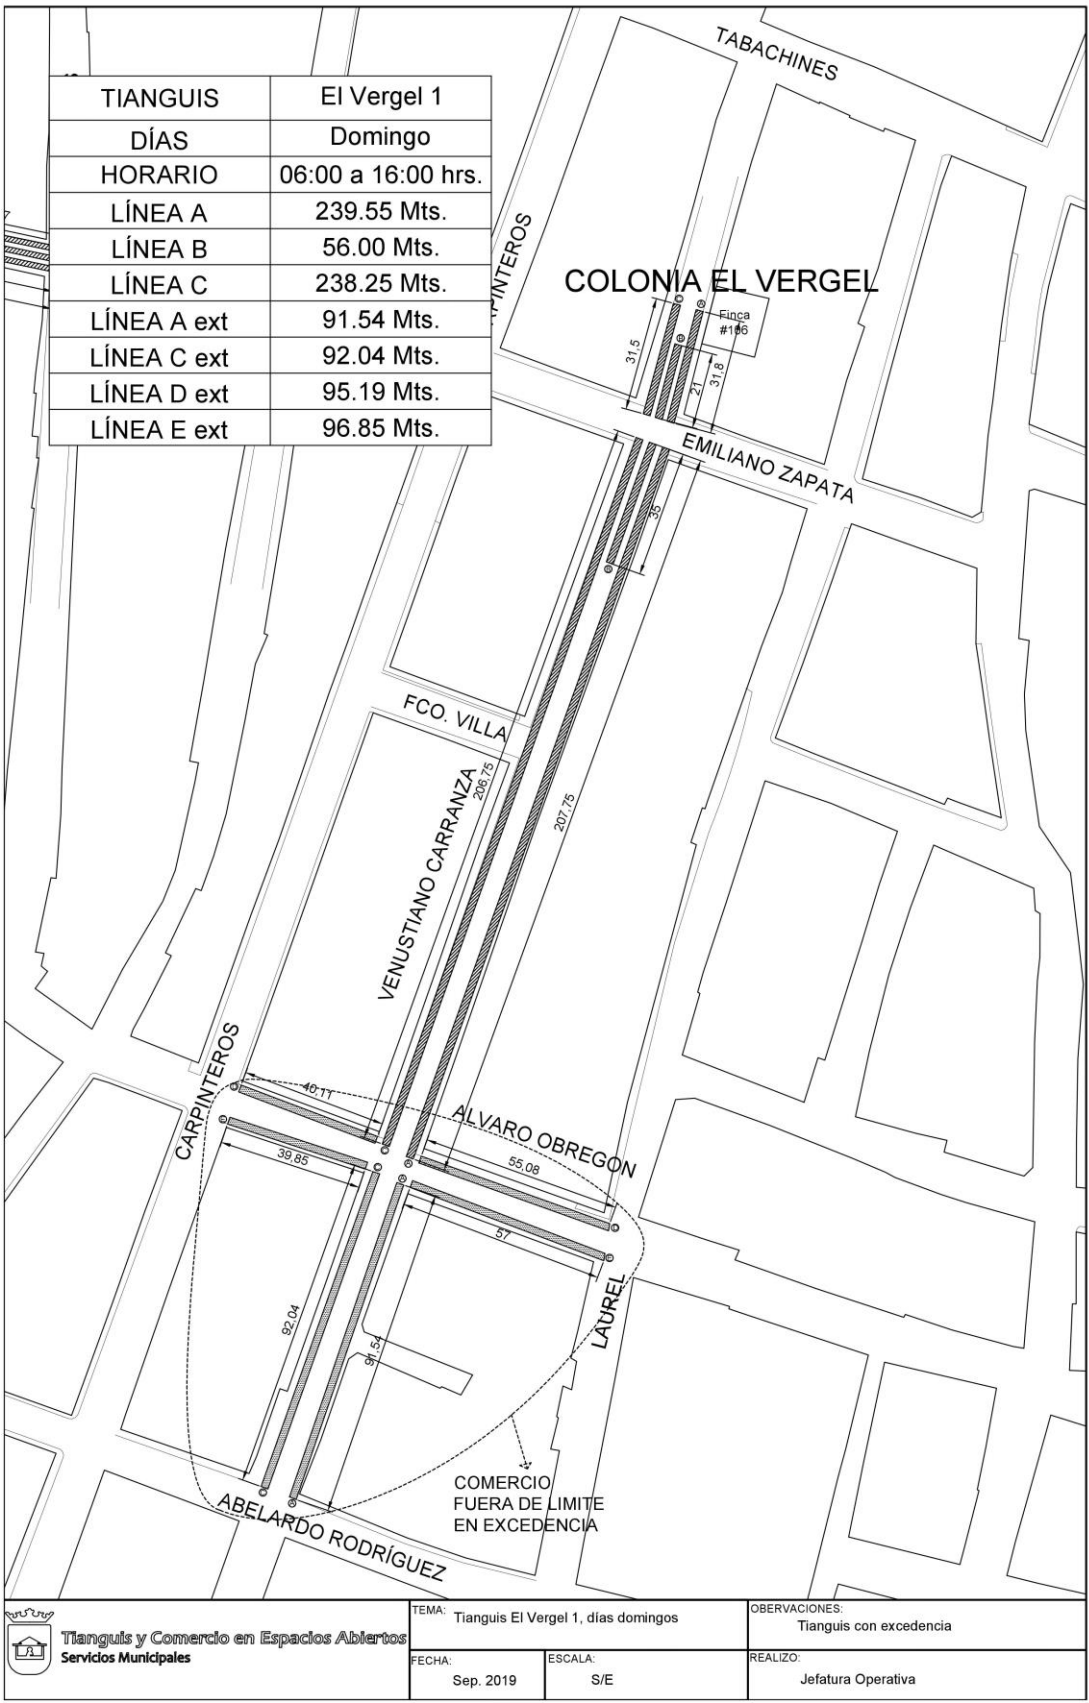 TABACHINES
TIANGUIS El Vergel 1
DÍAS Domingo
HORARIO 06:00 a 16:00 hrs.
LÍNEA A 239.55 Mts.
LÍNEA B 56.00 Mts.
LÍNEA C 238.25 Mts.
LÍNEA A ext 91.54 Mts.
LÍNEA C ext 92.04 Mts.
LÍNEA D ext 95.19 Mts.
LÍNEA E ext 96.85 Mts.
COLONIA EL VERGEL
Finca
#106
31,5
21
31,8
EMILIANO ZAPATA
35
FCO. VILLA
206,75
207,75
VENUSTIANO CARRANZA
CARPINTEROS
40,11
ALVARO OBREGON
39,85
55,08
57
LAUREL
92,04
91,54
COMERCIO
FUERA DE LIMITE
EN EXCEDENCIA
ABELARDO RODRÍGUEZ
Tianguis y Comercio en Espacios Abiertos
Servicios Municipales
TEMA: Tianguis El Vergel 1, días domingos
OBERVACIONES:
Tianguis con excedencia
FECHA:
Sep. 2019
ESCALA:
S/E
REALIZO:
Jefatura Operativa